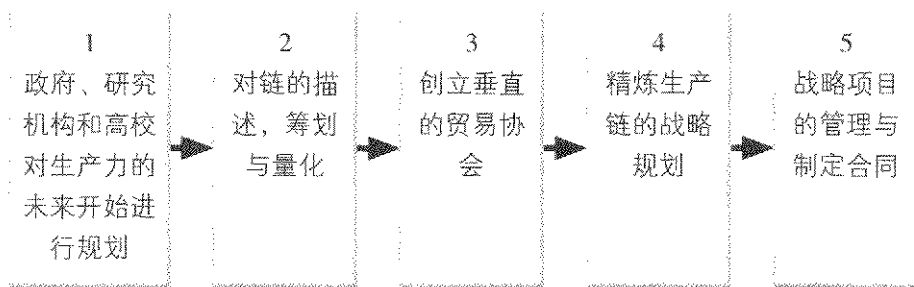 1
政府、研究
机构和高校
对生产力的
未来开始进
行规划
2
对链的描
述，筹划
与量化
3
创立垂直
的贸易协
会
4
精炼生产
链的战略
规划
5
战略项目
的管理与
制定合同